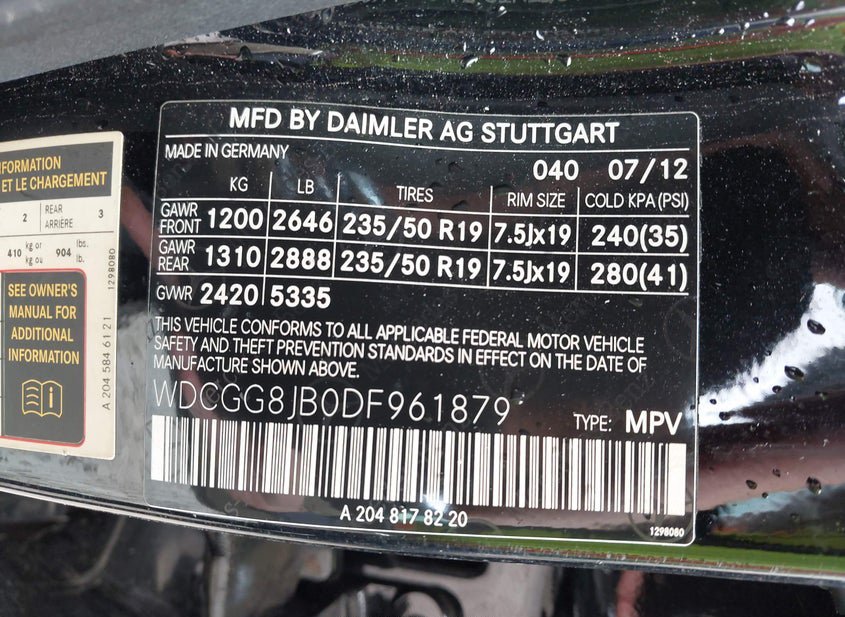 INFORMATION
ET LE CHARGEMENT
2 REAR ARRIÈRE 3
410 kg or kg ou 904 lbs. lb.
SEE OWNER'S
MANUAL FOR
ADDITIONAL
INFORMATION
1298080
A 204 584 61 21
MFD BY DAIMLER AG STUTTGART
MADE IN GERMANY 040 07/12
KG LB TIRES RIM SIZE COLD KPA(PSI)
GAWR FRONT 1200 2646 235/50 R19 7.5Jx19 240(35)
GAWR REAR 1310 2888 235/50 R19 7.5Jx19 280(41)
GVWR 2420 5335
THIS VEHICLE CONFORMS TO ALL APPLICABLE FEDERAL MOTOR VEHICLE
SAFETY AND THEFT PREVENTION STANDARDS IN EFFECT ON THE DATE OF
MANUFACTURE SHOWN ABOVE.
WDCGG8JB0DF961879 TYPE: MPV
A 204 817 82 20
1298080